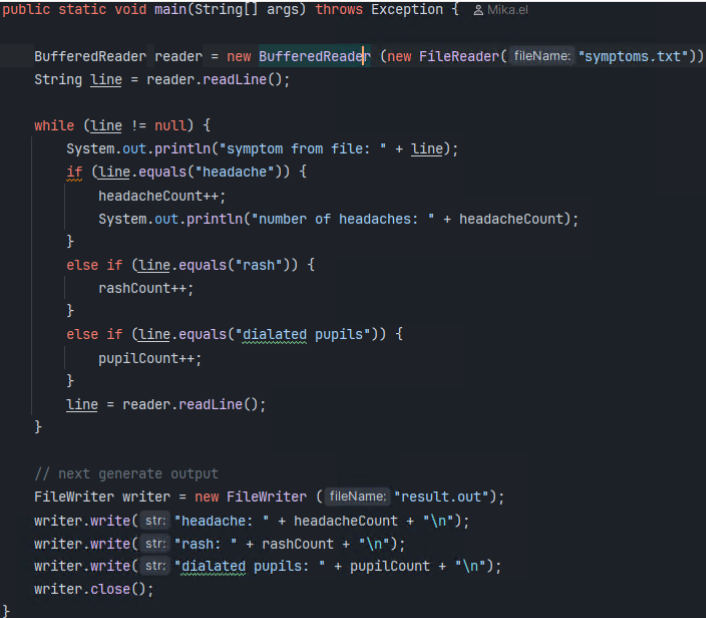 public static void main(String[] args) throws Exception { Mika.el
BufferedReader reader = new BufferedReader (new FileReader( fileName: "symptoms.txt"))
String line = reader.readLine();
while (line != null) {
System.out.println("symptom from file: " + line);
if (line.equals("headache")) {
headacheCount++;
System.out.println("number of headaches: " + headacheCount);
}
else if (line.equals("rash")) {
rashCount++;
}
else if (line.equals("dialated pupils")) {
pupilCount++;
}
line = reader.readLine();
}
// next generate output
FileWriter writer = new FileWriter ( fileName: "result.out");
writer.write( str: "headache: " + headacheCount + "\n");
writer.write( str: "rash: " + rashCount + "\n");
writer.write( str: "dialated pupils: " + pupilCount + "\n");
writer.close();
}